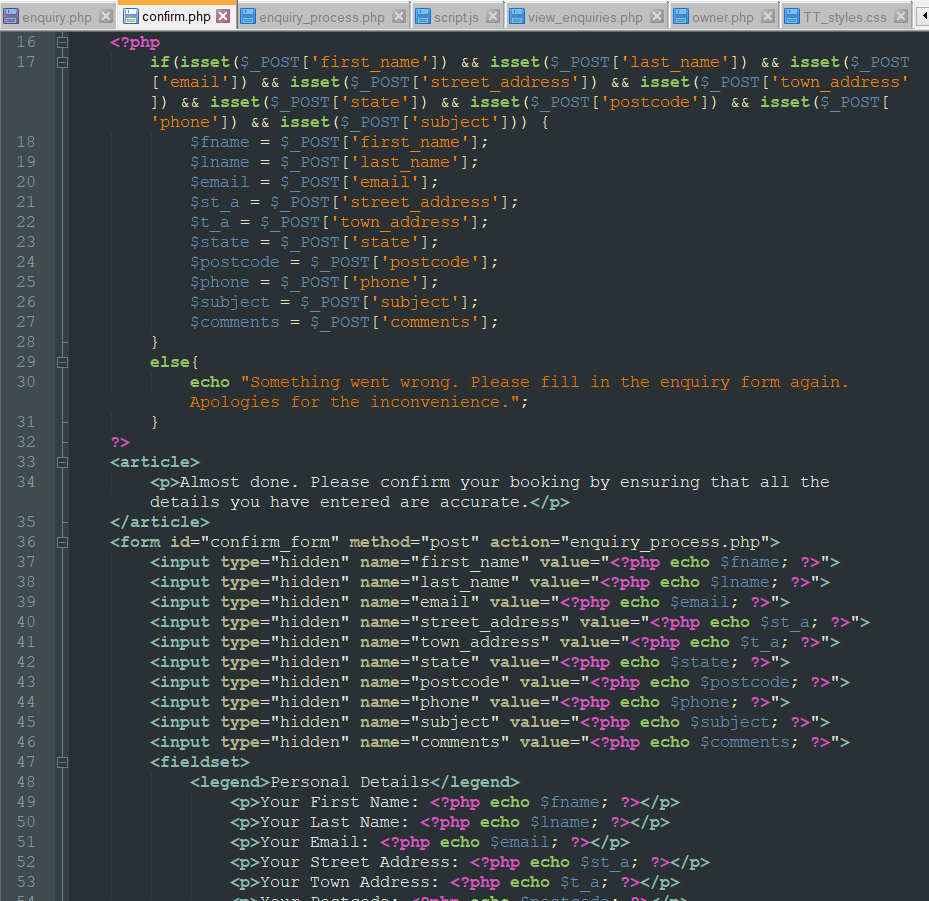 enquiry.php confirm.php enquiry_process.php script.js view_enquiries.php owner.php TT_styles.css
16 <?php
17 if(isset($_POST['first_name']) && isset($_POST['last_name']) && isset($_POST
['email']) && isset($_POST['street_address']) && isset($_POST['town_address'
]) && isset($_POST['state']) && isset($_POST['postcode']) && isset($_POST[
'phone']) && isset($_POST['subject'])) {
18 $fname = $_POST['first_name'];
19 $lname = $_POST['last_name'];
20 $email = $_POST['email'];
21 $st_a = $_POST['street_address'];
22 $t_a = $_POST['town_address'];
23 $state = $_POST['state'];
24 $postcode = $_POST['postcode'];
25 $phone = $_POST['phone'];
26 $subject = $_POST['subject'];
27 $comments = $_POST['comments'];
28 }
29 else{
30 echo "Something went wrong. Please fill in the enquiry form again.
Apologies for the inconvenience.";
31 }
32 ?>
33 <article>
34 <p>Almost done. Please confirm your booking by ensuring that all the
details you have entered are accurate.</p>
35 </article>
36 <form id="confirm_form" method="post" action="enquiry_process.php">
37 <input type="hidden" name="first_name" value="<?php echo $fname; ?>">
38 <input type="hidden" name="last_name" value="<?php echo $lname; ?>">
39 <input type="hidden" name="email" value="<?php echo $email; ?>">
40 <input type="hidden" name="street_address" value="<?php echo $st_a; ?>">
41 <input type="hidden" name="town_address" value="<?php echo $t_a; ?>">
42 <input type="hidden" name="state" value="<?php echo $state; ?>">
43 <input type="hidden" name="postcode" value="<?php echo $postcode; ?>">
44 <input type="hidden" name="phone" value="<?php echo $phone; ?>">
45 <input type="hidden" name="subject" value="<?php echo $subject; ?>">
46 <input type="hidden" name="comments" value="<?php echo $comments; ?>">
47 <fieldset>
48 <legend>Personal Details</legend>
49 <p>Your First Name: <?php echo $fname; ?></p>
50 <p>Your Last Name: <?php echo $lname; ?></p>
51 <p>Your Email: <?php echo $email; ?></p>
52 <p>Your Street Address: <?php echo $st_a; ?></p>
53 <p>Your Town Address: <?php echo $t_a; ?></p>
54 <p>Your Postcode: <?php echo $postcode; ?></p>